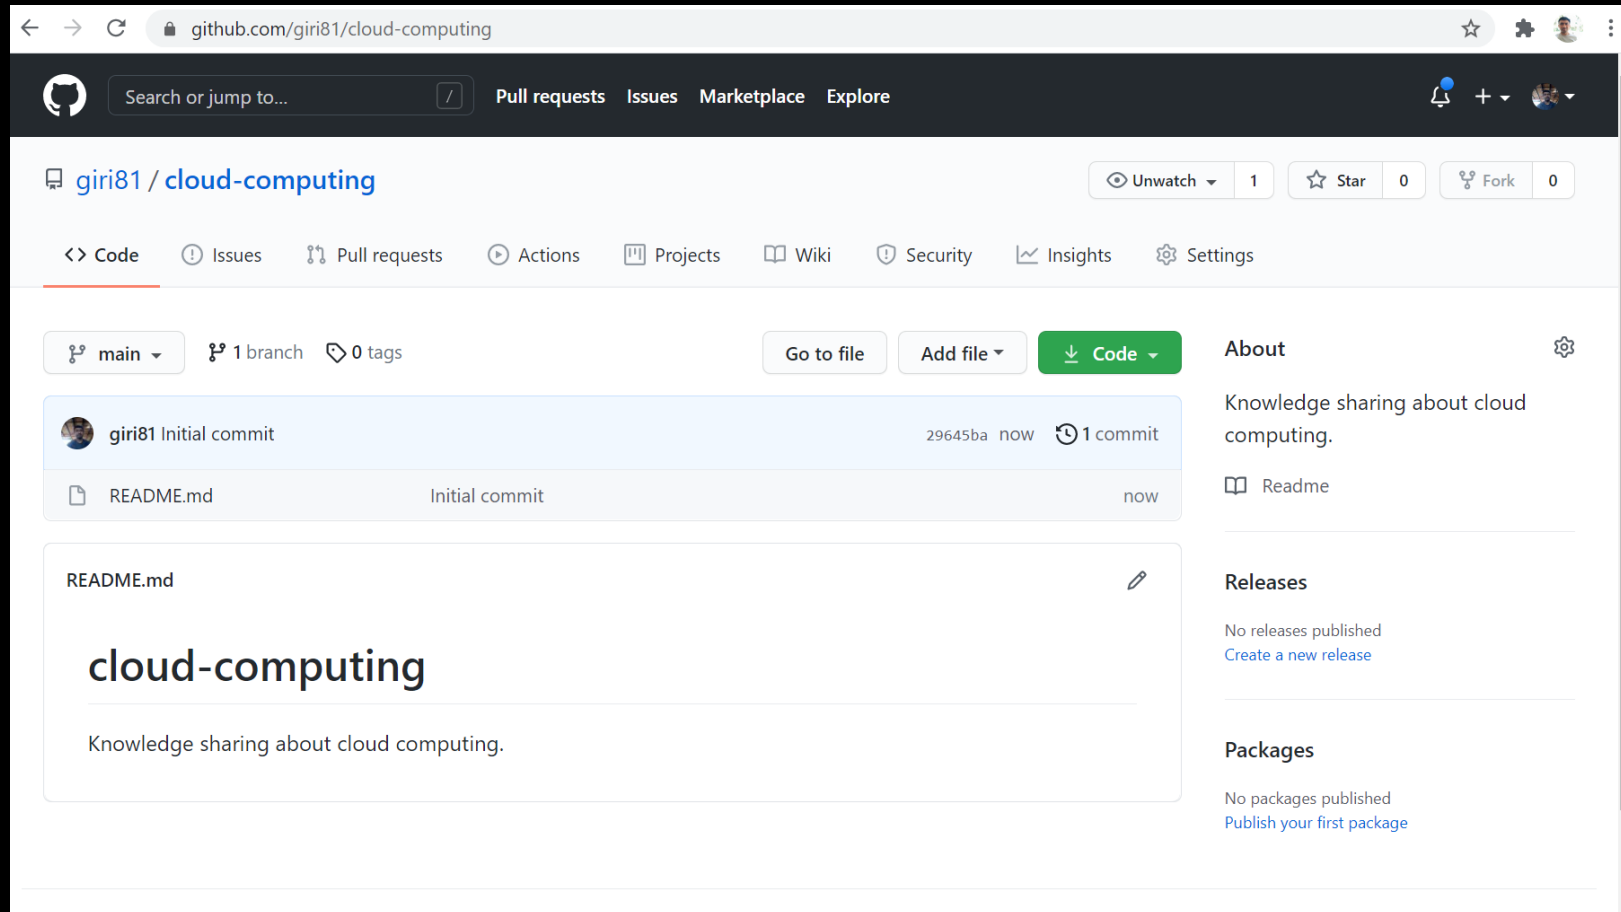 github.com/giri81/cloud-computing
Search or jump to... /
Pull requests Issues Marketplace Explore
giri81 / cloud-computing
Unwatch 1 Star 0 Fork 0
Code Issues Pull requests Actions Projects Wiki Security Insights Settings
main 1 branch 0 tags Go to file Add file Code
giri81 Initial commit 29645ba now 1 commit
README.md Initial commit now
README.md
cloud-computing
Knowledge sharing about cloud computing.
About
Knowledge sharing about cloud
computing.
Readme
Releases
No releases published
Create a new release
Packages
No packages published
Publish your first package